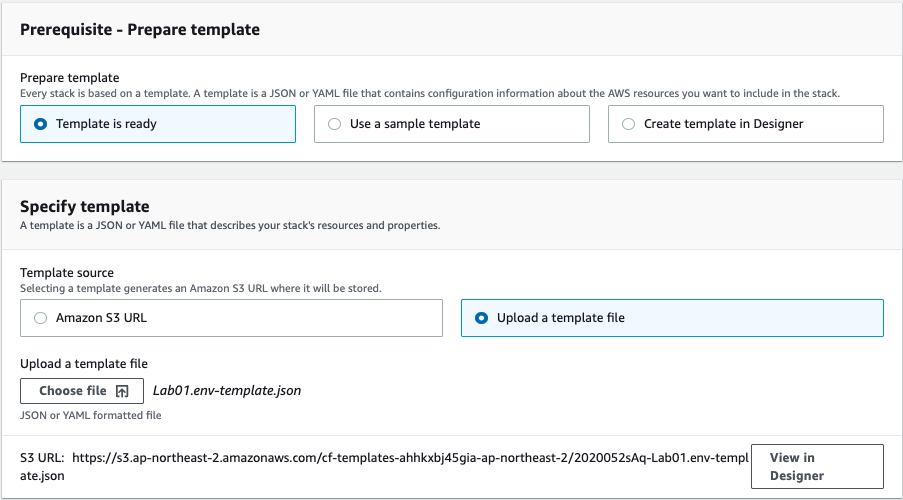 Prerequisite - Prepare template
Prepare template
Every stack is based on a template. A template is a JSON or YAML file that contains configuration information about the AWS resources you want to include in the stack.
Template is ready
Use a sample template
Create template in Designer
Specify template
A template is a JSON or YAML file that describes your stack's resources and properties.
Template source
Selecting a template generates an Amazon S3 URL where it will be stored.
Amazon S3 URL
Upload a template file
Upload a template file
Choose file
Lab01.env-template.json
JSON or YAML formatted file
S3 URL: https://s3.ap-northeast-2.amazonaws.com/cf-templates-ahhkxbj45gia-ap-northeast-2/2020052sAq-Lab01.env-templ
ate.json
View in
Designer